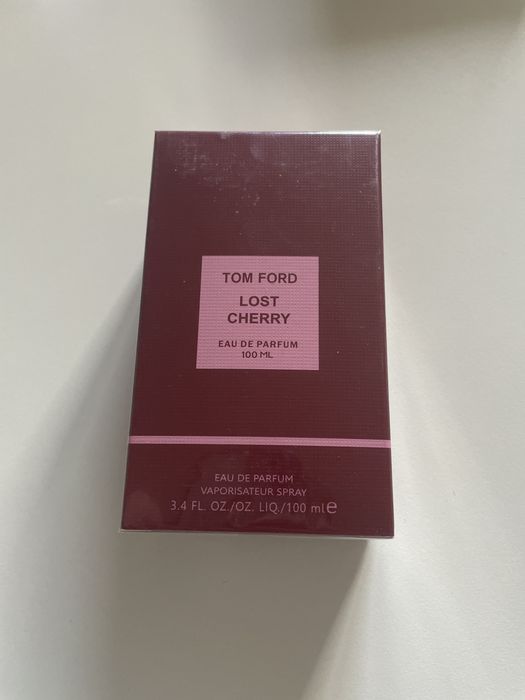 TOM FORD
LOST
CHERRY
EAU DE PARFUM
100 ML
EAU DE PARFUM
VAPORISATEUR SPRAY
3.4 FL. OZ./OZ. LIQ./100 ml e